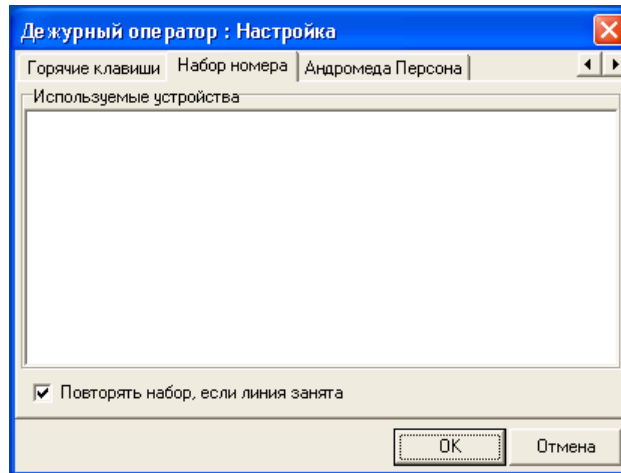 Дежурный оператор : Настройка
Горячие клавиши Набор номера Андромеда Персона
Используемые устройства
Повторять набор, если линия занята
OK Отмена